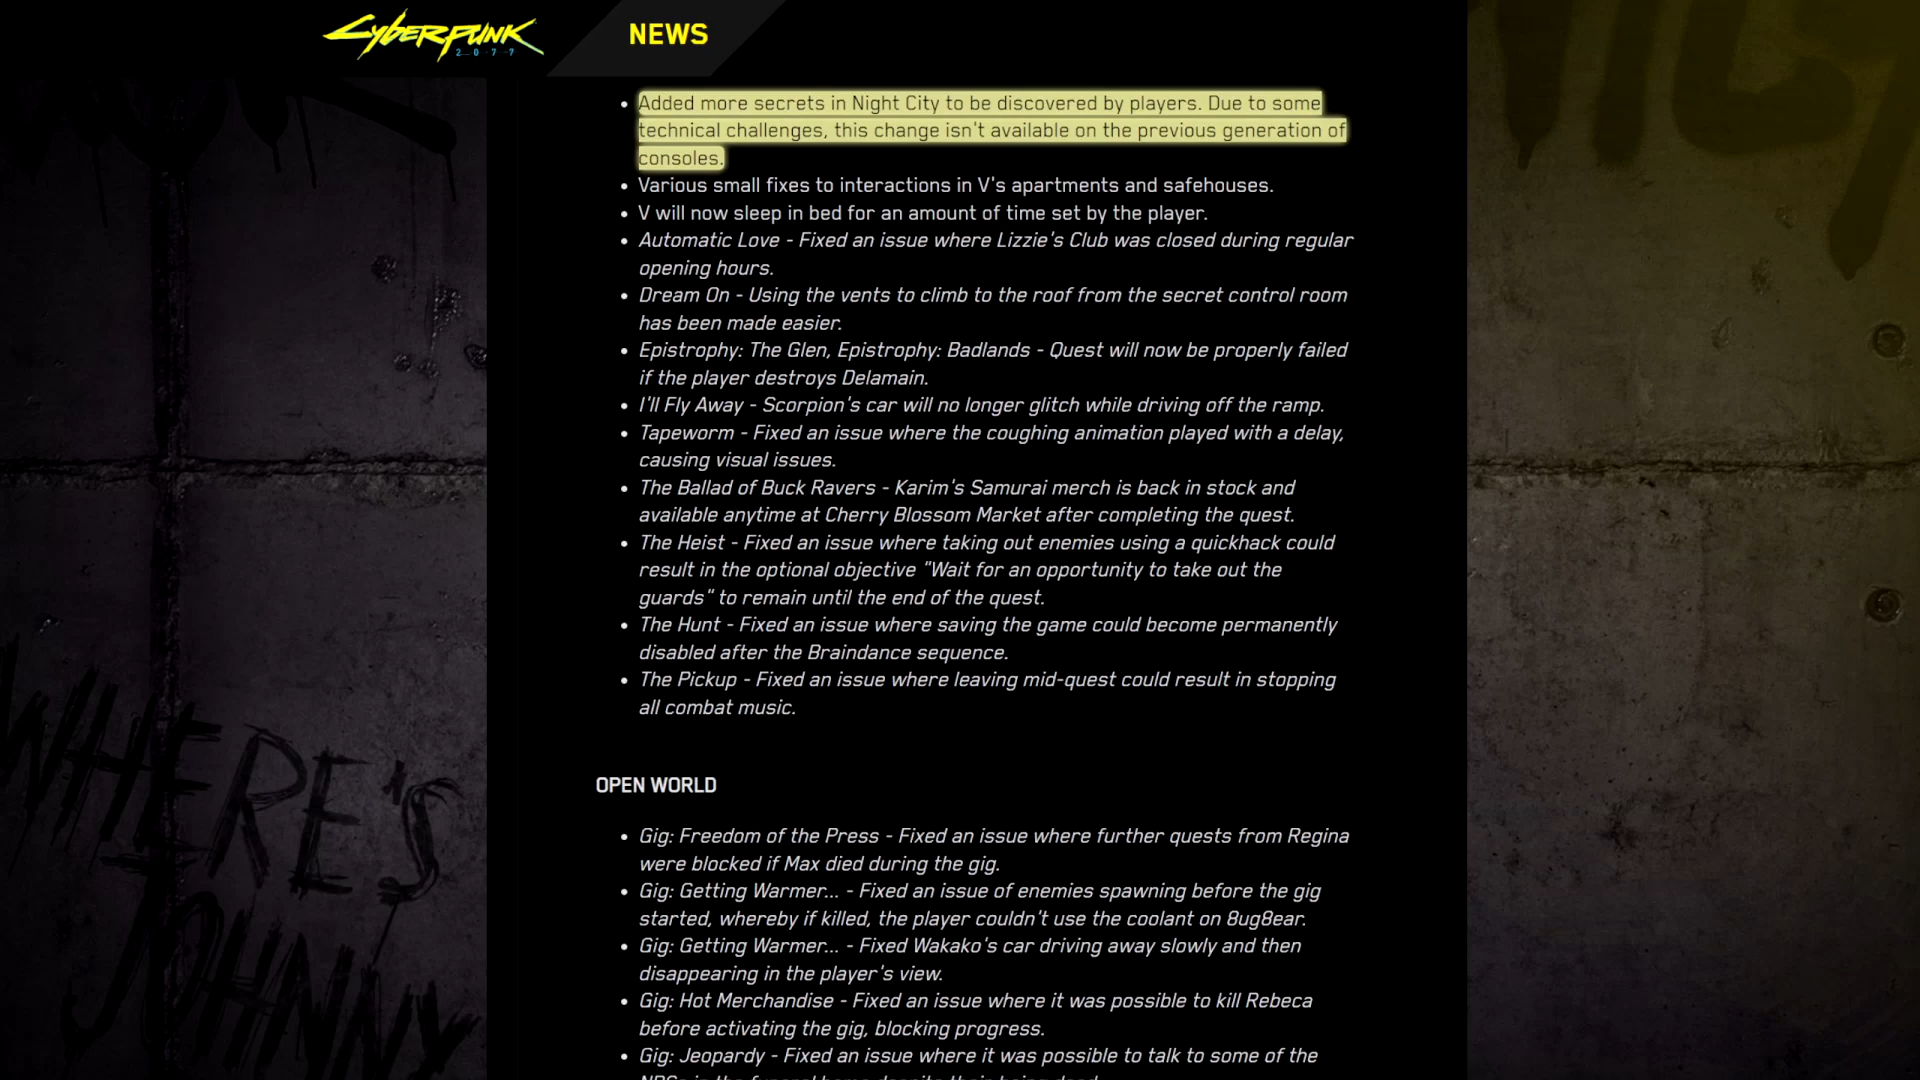 CYBERPUNK
2077
NEWS
Added more secrets in Night City to be discovered by players. Due to some
technical challenges, this change isn't available on the previous generation of
consoles.
Various small fixes to interactions in V's apartments and safehouses.
V will now sleep in bed for an amount of time set by the player.
Automatic Love - Fixed an issue where Lizzie's Club was closed during regular
opening hours.
Dream On - Using the vents to climb to the roof from the secret control room
has been made easier.
Epistrophy: The Glen, Epistrophy: Badlands - Quest will now be properly failed
if the player destroys Delamain.
I'll Fly Away - Scorpion's car will no longer glitch while driving off the ramp.
Tapeworm - Fixed an issue where the coughing animation played with a delay,
causing visual issues.
The Ballad of Buck Ravers - Karim's Samurai merch is back in stock and
available anytime at Cherry Blossom Market after completing the quest.
The Heist - Fixed an issue where taking out enemies using a quickhack could
result in the optional objective "Wait for an opportunity to take out the
guards" to remain until the end of the quest.
The Hunt - Fixed an issue where saving the game could become permanently
disabled after the Braindance sequence.
The Pickup - Fixed an issue where leaving mid-quest could result in stopping
all combat music.
OPEN WORLD
Gig: Freedom of the Press - Fixed an issue where further quests from Regina
were blocked if Max died during the gig.
Gig: Getting Warmer... - Fixed an issue of enemies spawning before the gig
started, whereby if killed, the player couldn't use the coolant on 8ug8ear.
Gig: Getting Warmer... - Fixed Wakako's car driving away slowly and then
disappearing in the player's view.
Gig: Hot Merchandise - Fixed an issue where it was possible to kill Rebeca
before activating the gig, blocking progress.
Gig: Jeopardy - Fixed an issue where it was possible to talk to some of the
WHERE'S
JOHNNY